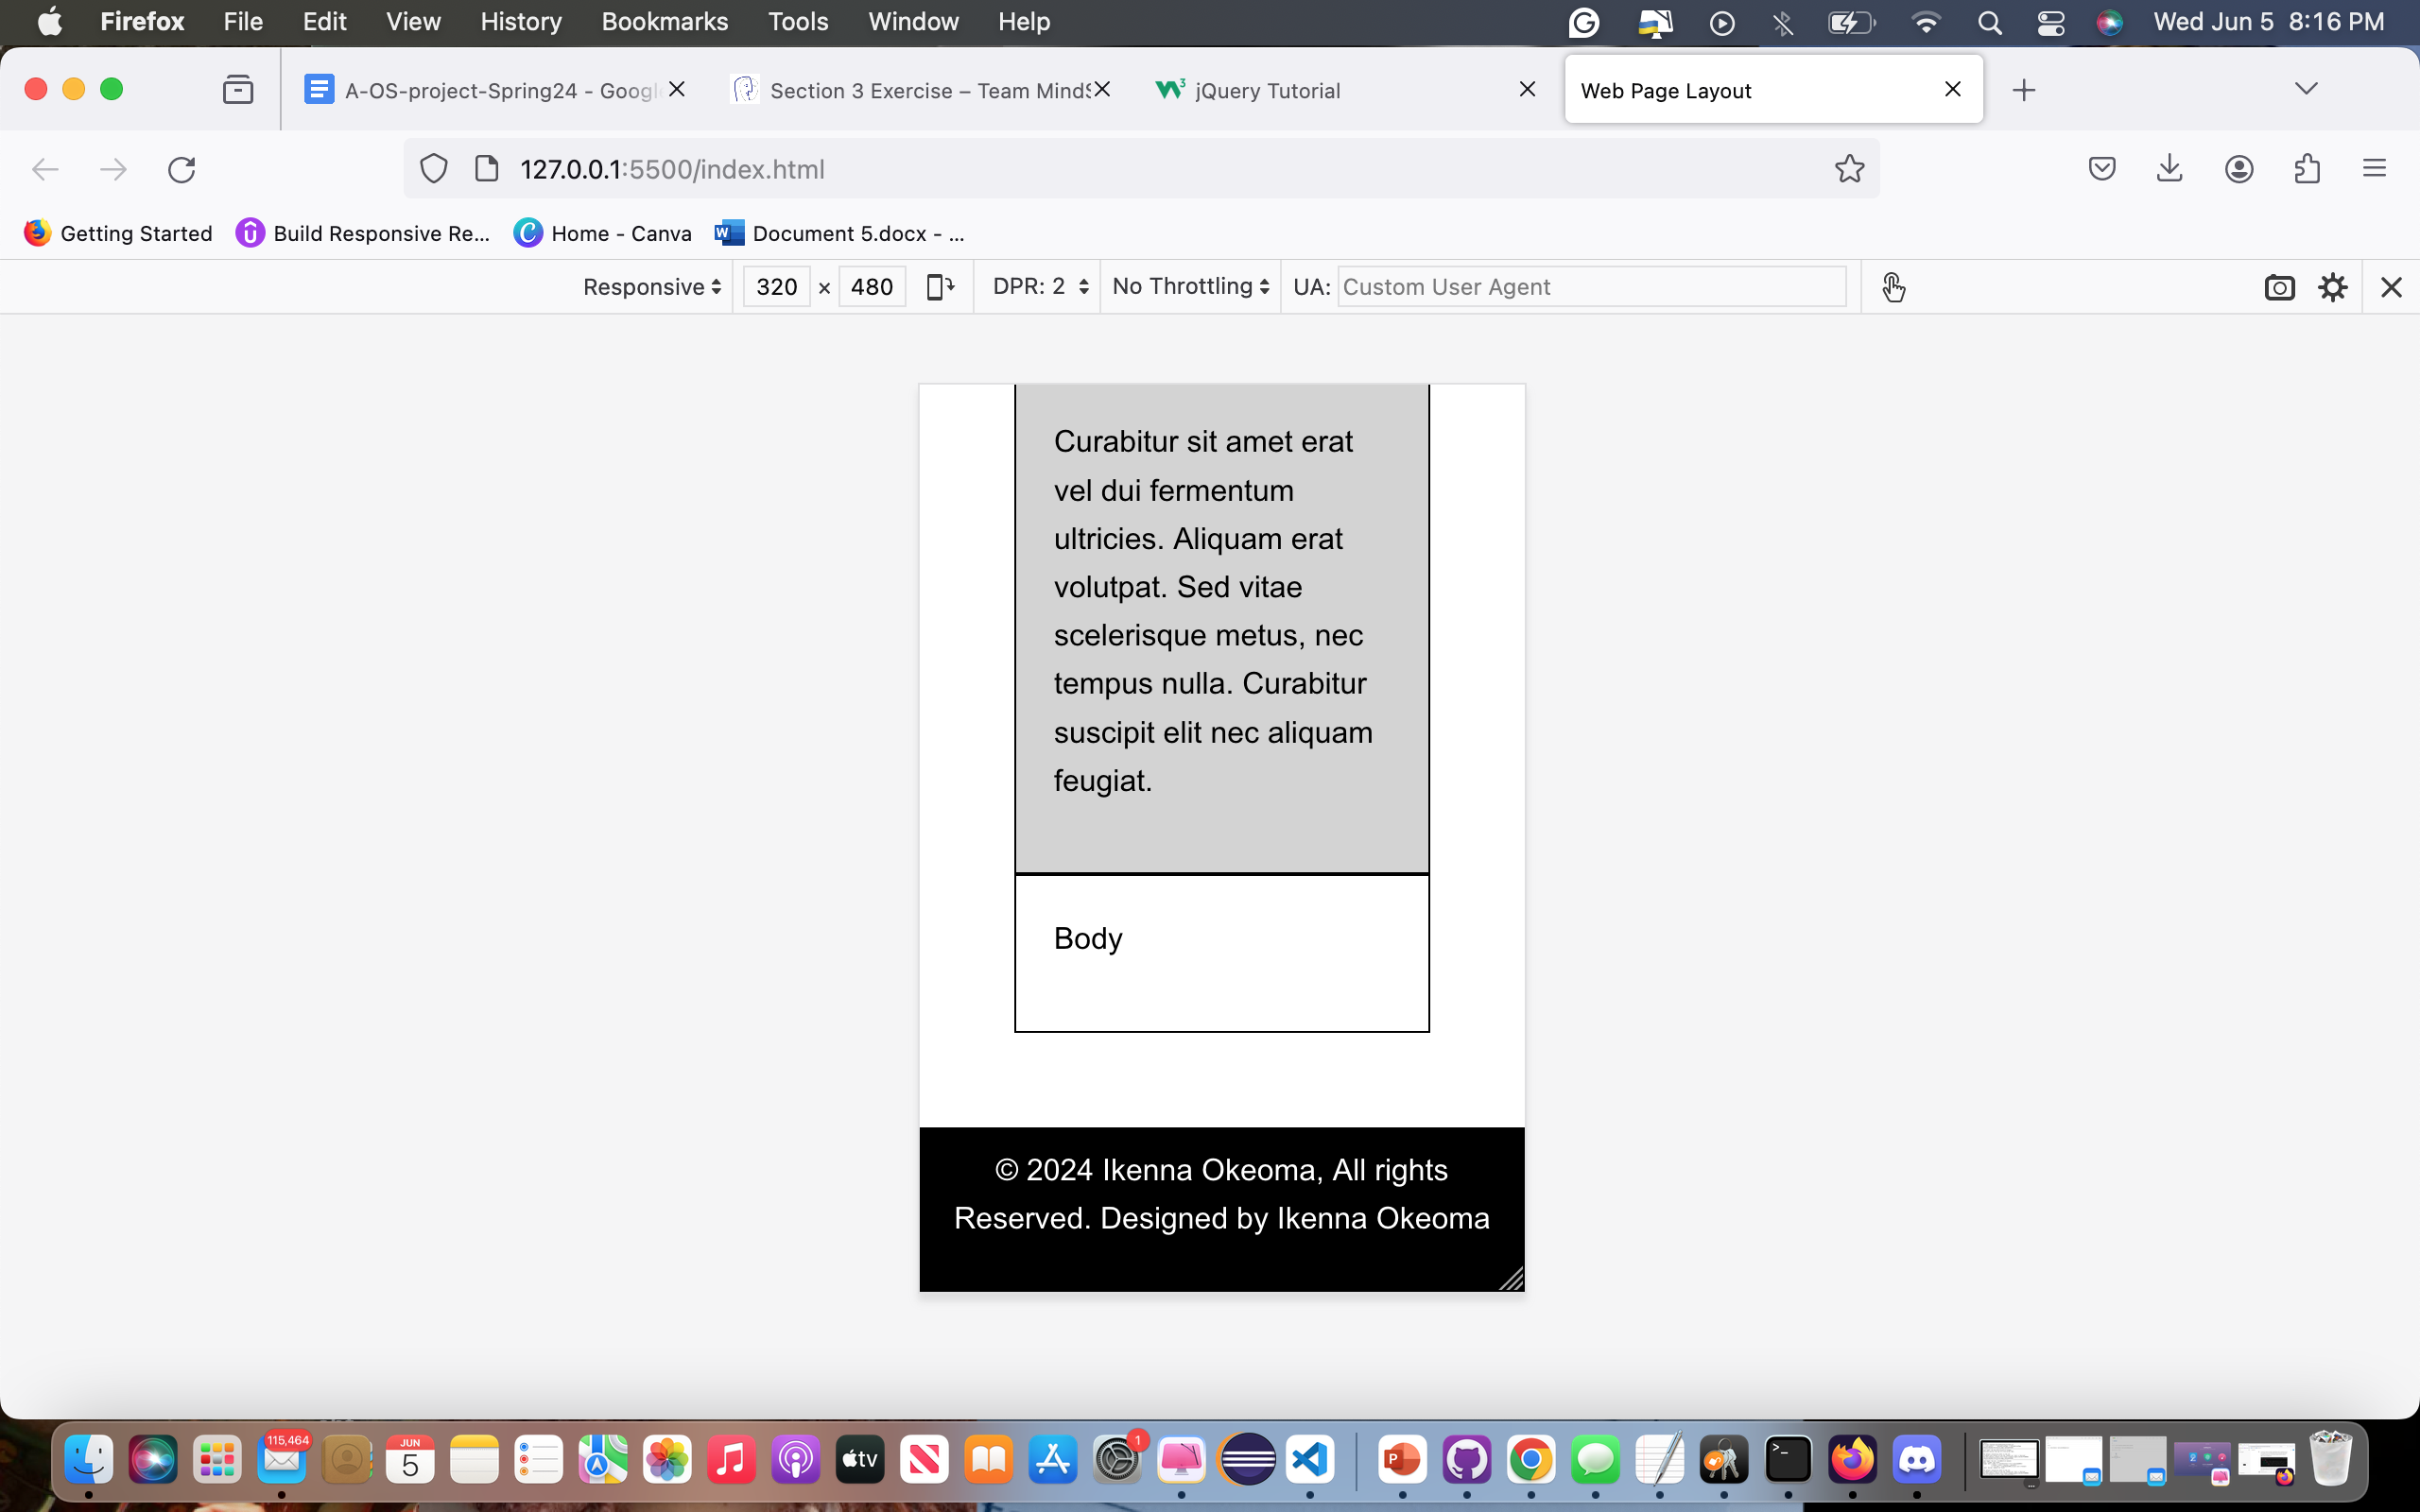 Firefox File Edit View History Bookmarks Tools Window Help Wed Jun 5 8:16 PM
A-OS-project-Spring24 - Googl Section 3 Exercise – Team Mind jQuery Tutorial Web Page Layout
127.0.0.1:5500/index.html
Getting Started Build Responsive Re... Home - Canva Document 5.docx - ...
Responsive 320 × 480 DPR: 2 No Throttling UA: Custom User Agent
Curabitur sit amet erat
vel dui fermentum
ultricies. Aliquam erat
volutpat. Sed vitae
scelerisque metus, nec
tempus nulla. Curabitur
suscipit elit nec aliquam
feugiat.
Body
© 2024 Ikenna Okeoma, All rights
Reserved. Designed by Ikenna Okeoma
115,464 JUN 5 tv 1